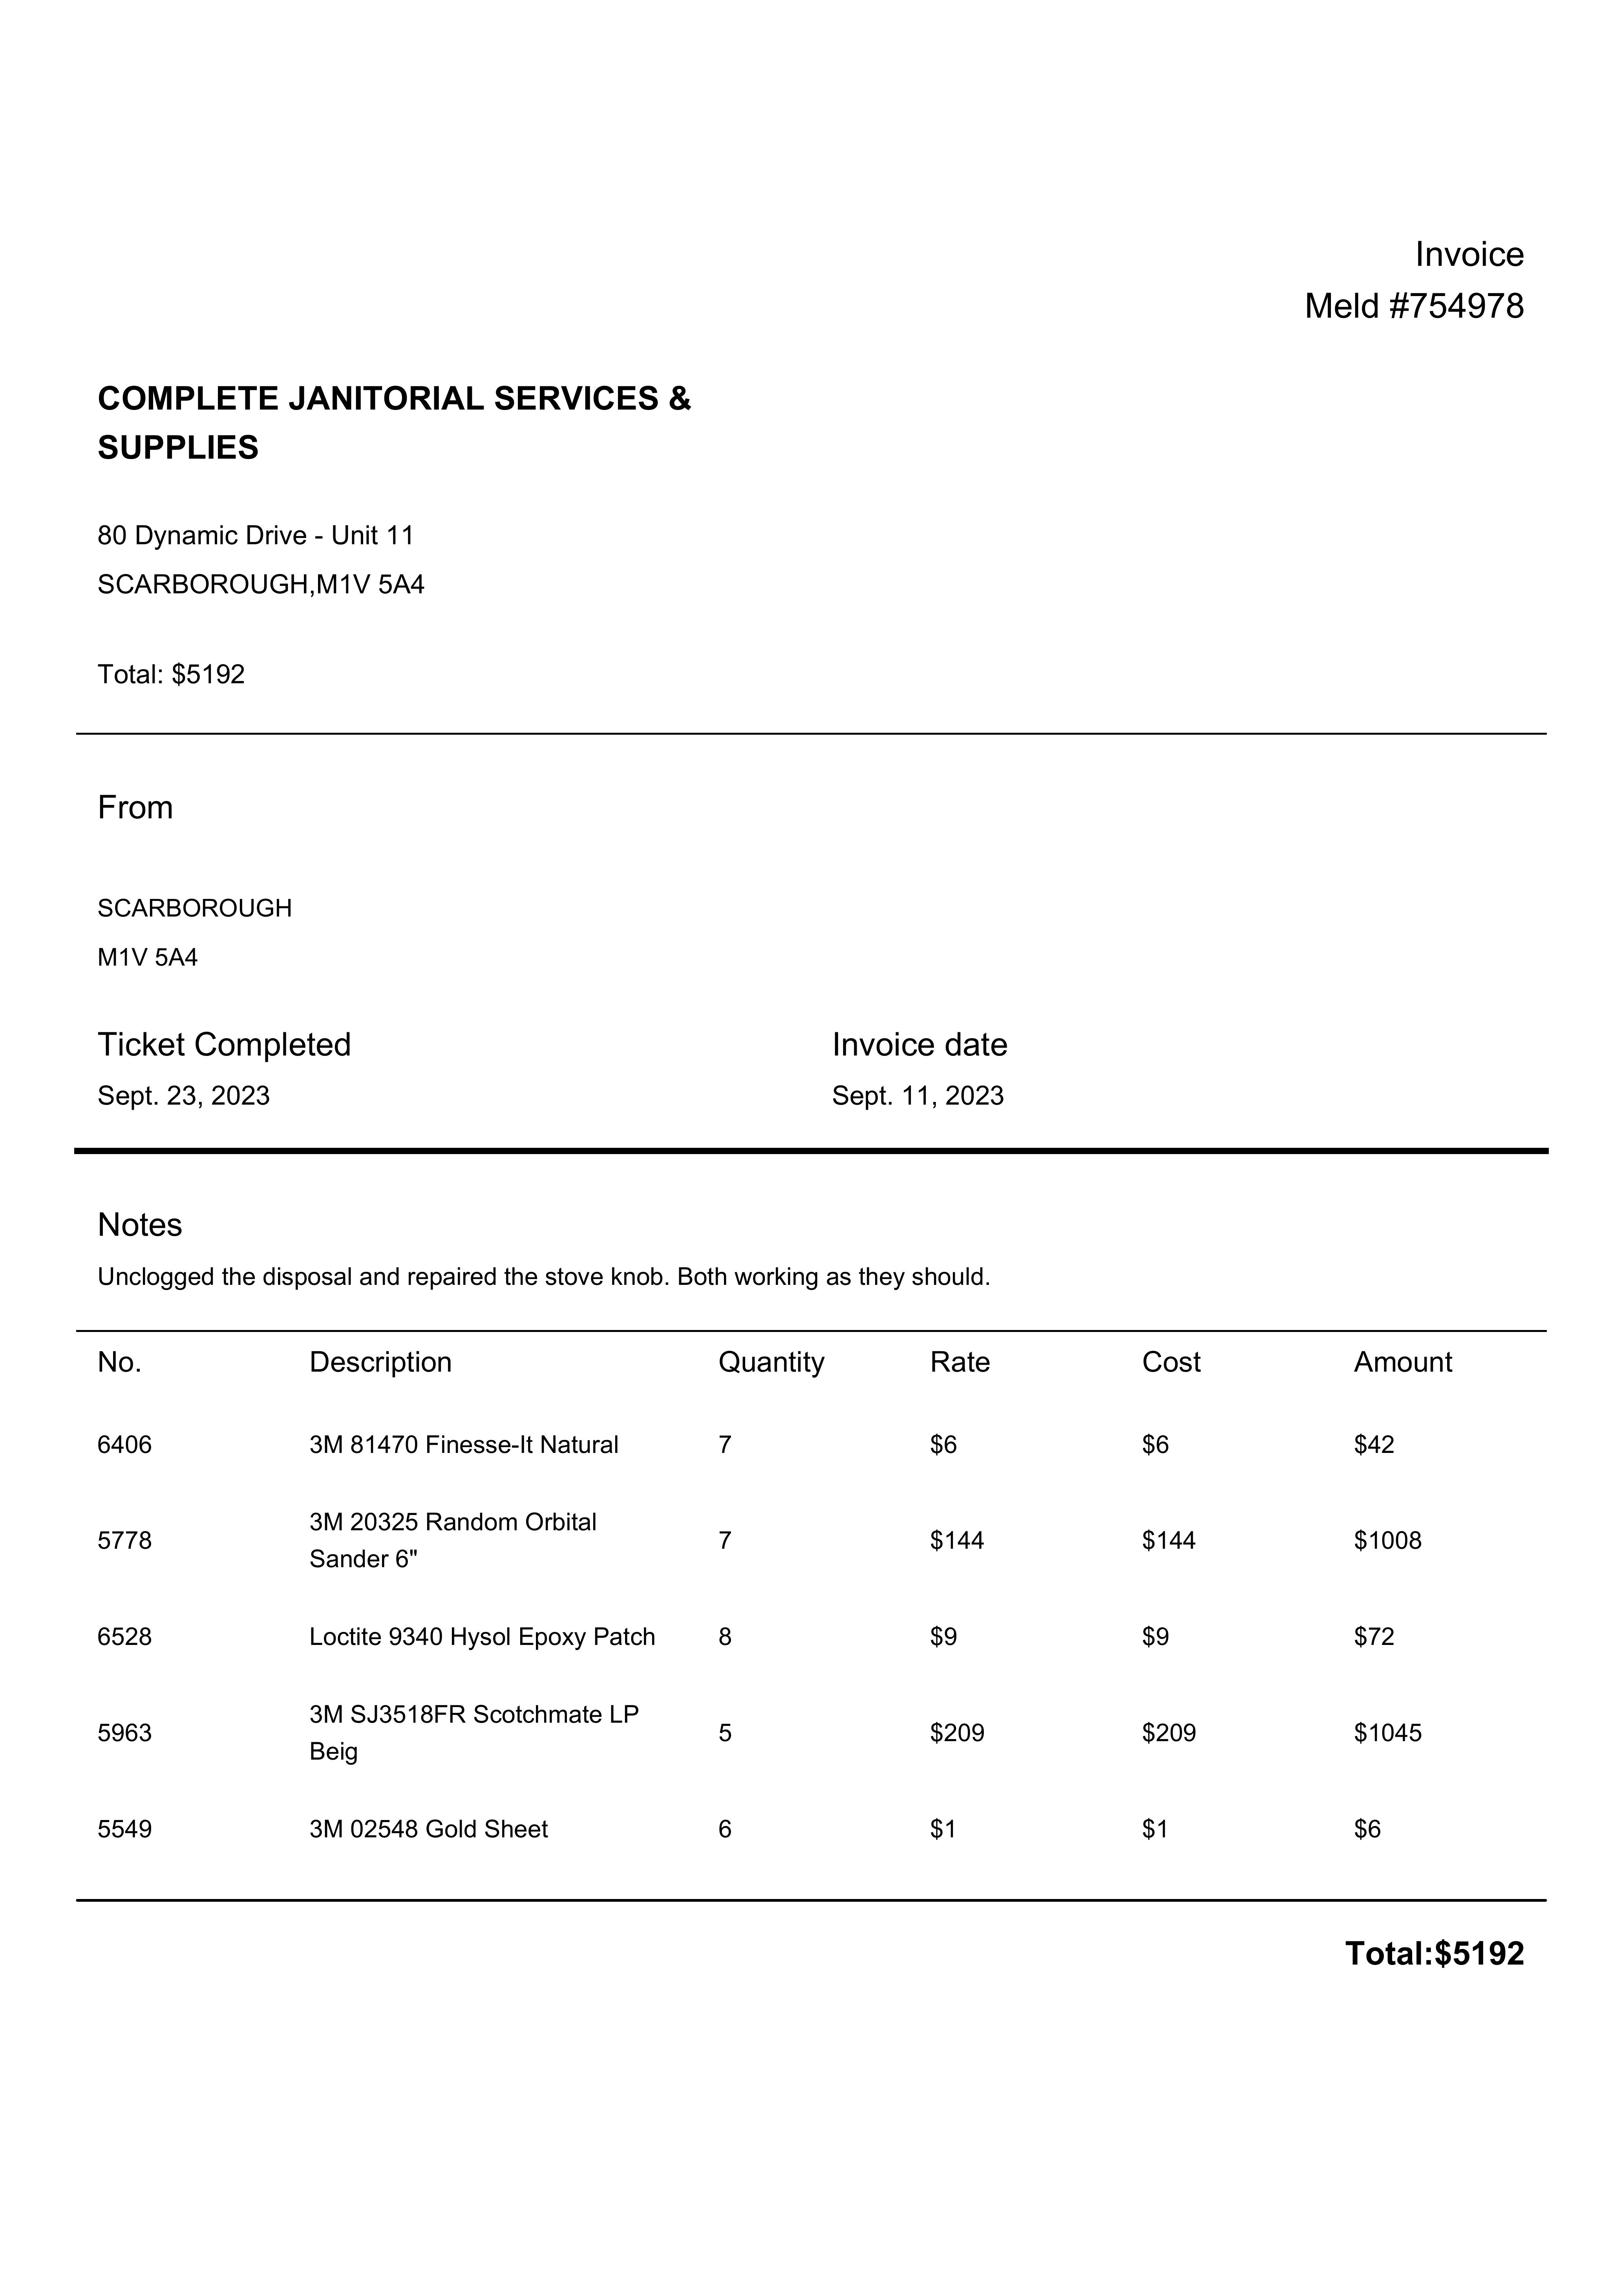 Invoice
Meld #754978
COMPLETE JANITORIAL SERVICES &
SUPPLIES
80 Dynamic Drive - Unit 11
SCARBOROUGH,M1V 5A4
Total: $5192
From
SCARBOROUGH
M1V 5A4
Ticket Completed Invoice date
Sept. 23, 2023 Sept. 11, 2023
Notes
Unclogged the disposal and repaired the stove knob. Both working as they should.
No. Description Quantity Rate Cost Amount
6406 3M 81470 Finesse-It Natural 7 $6 $6 $42
3M 20325 Random Orbital
5778 7 $144 $144 $1008
Sander 6"
6528 Loctite 9340 Hysol Epoxy Patch 8 $9 $9 $72
3M SJ3518FR Scotchmate LP
5963 5 $209 $209 $1045
Beig
5549 3M 02548 Gold Sheet 6 $1 $1 $6
Total:$5192